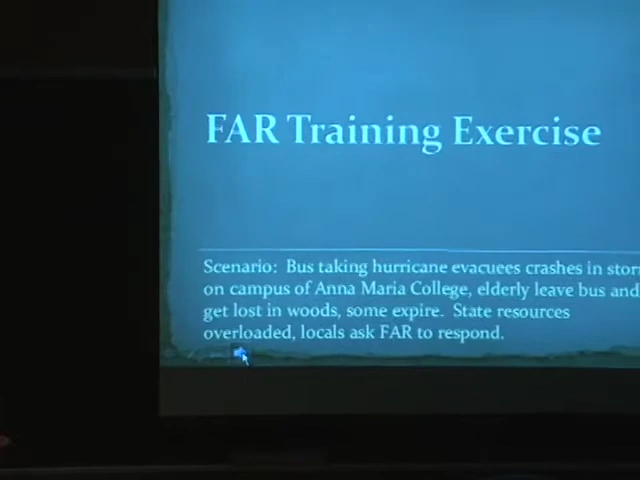 FAR Training Exercise
Scenario: Bus taking hurricane evacuees crashes in
on campus of Anna Maria College, elderly leave bus and
get lost in woods, some expire. State resources
overloaded, locals ask FAR to respond.